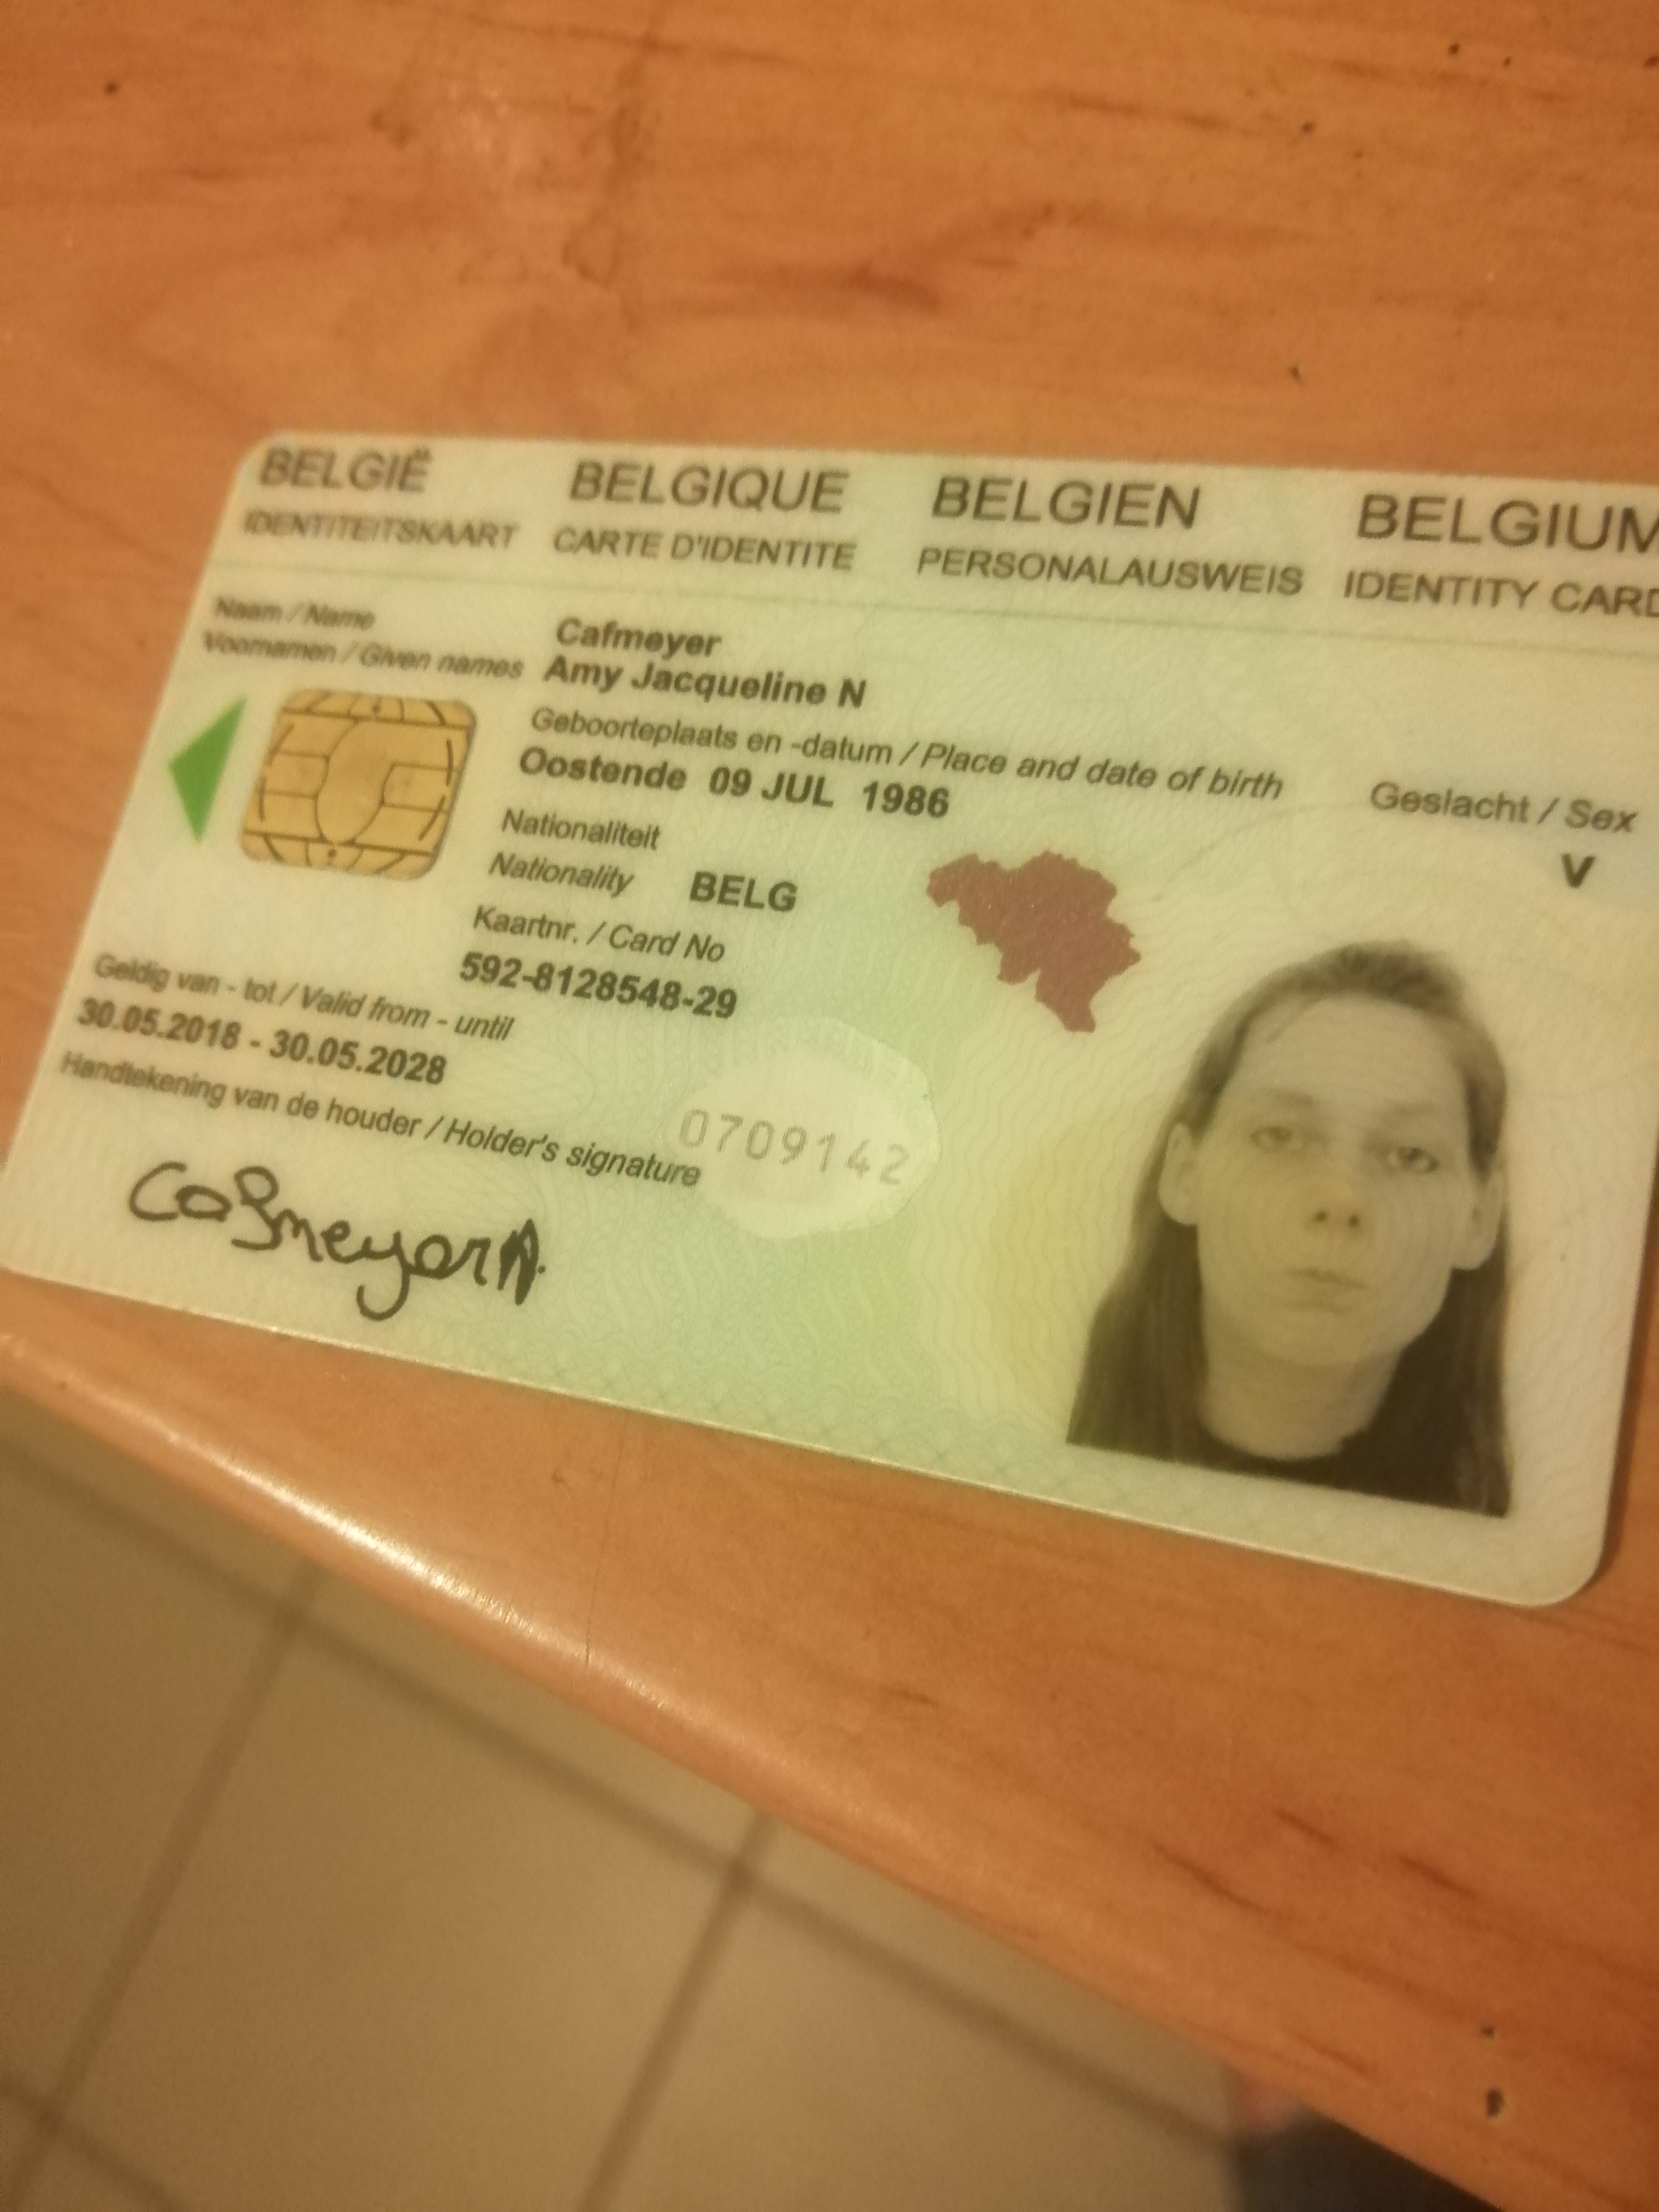 BELGIË BELGIQUE BELGIEN BELGIUM
IDENTITEITSKAART CARTE D'IDENTITE PERSONALAUSWEIS IDENTITY CARD
Naam / Name Cafmeyer
Voornamen / Given names Amy Jacqueline N
Geboorteplaats en -datum / Place and date of birth
Oostende 09 JUL 1986
Geslacht / Sex
V
Nationaliteit
Nationality BELG
Kaartnr. / Card No
592-8128548-29
Geldig van - tot / Valid from - until
30.05.2018 - 30.05.2028
Handtekening van de houder / Holder's signature
0709142
Cafmeyer A.